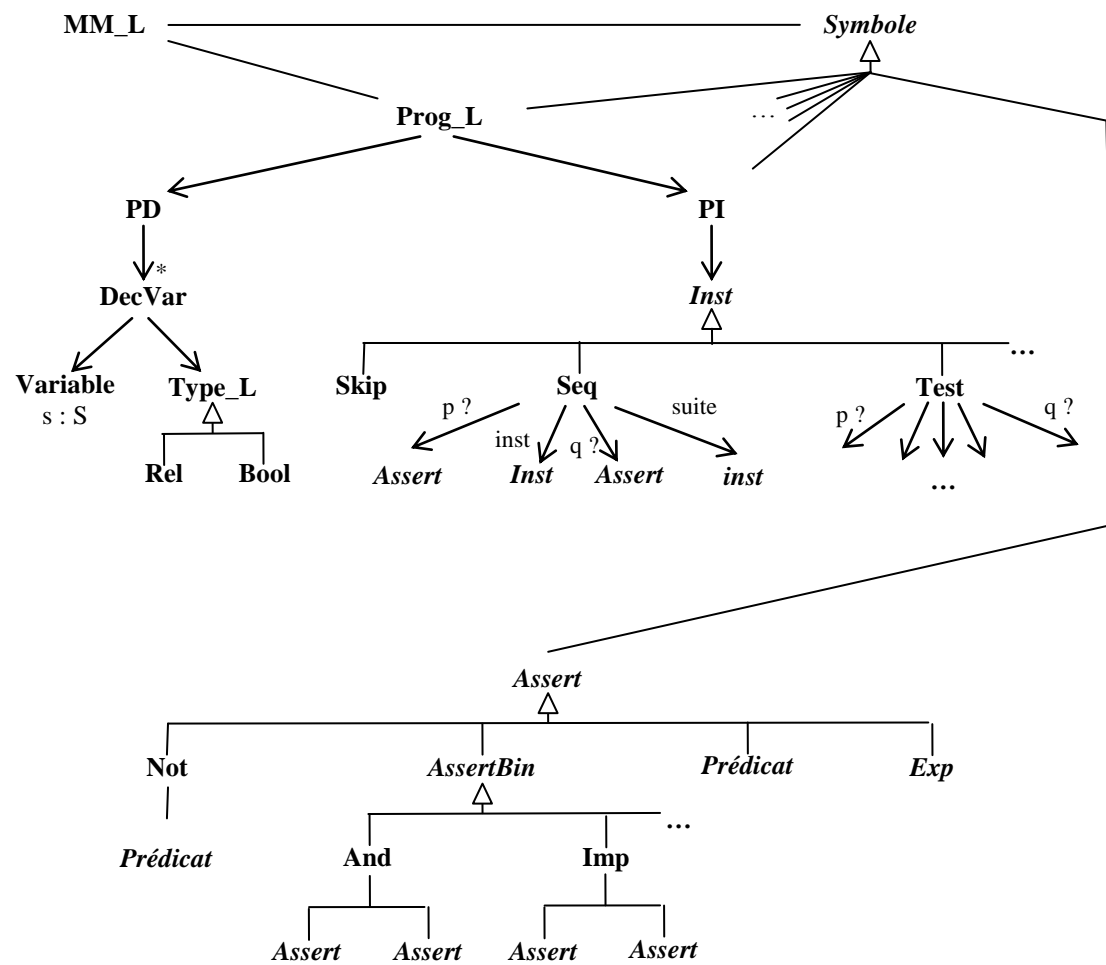 MM_L Symbole
Prog_L ...
PD PI
*
DecVar Inst
...
Variable Type_L Skip Seq Test
s : S p ? suite p ? q ?
inst q ?
Rel Bool Assert Inst Assert inst
...
Assert
Not AssertBin Prédicat Exp
...
Prédicat And Imp
Assert Assert Assert Assert